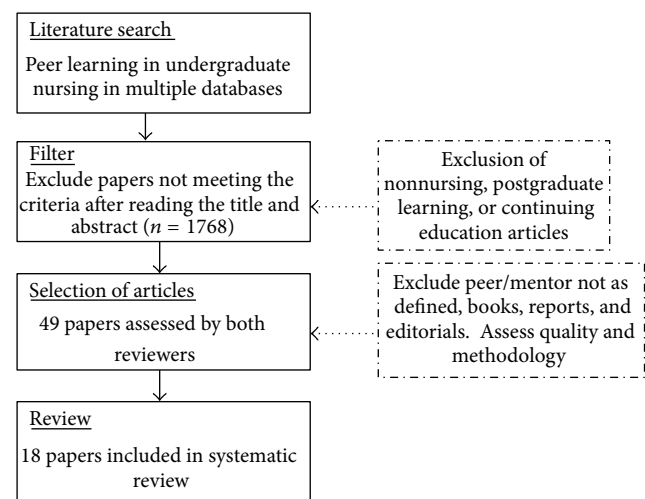 Literature search
Peer learning in undergraduate
nursing in multiple databases
Filter
Exclude papers not meeting the
criteria after reading the title and
abstract (n = 1768)
Exclusion of
nonnursing, postgraduate
learning, or continuing
education articles
Selection of articles
49 papers assessed by both
reviewers
Exclude peer/mentor not as
defined, books, reports, and
editorials. Assess quality and
methodology
Review
18 papers included in systematic
review